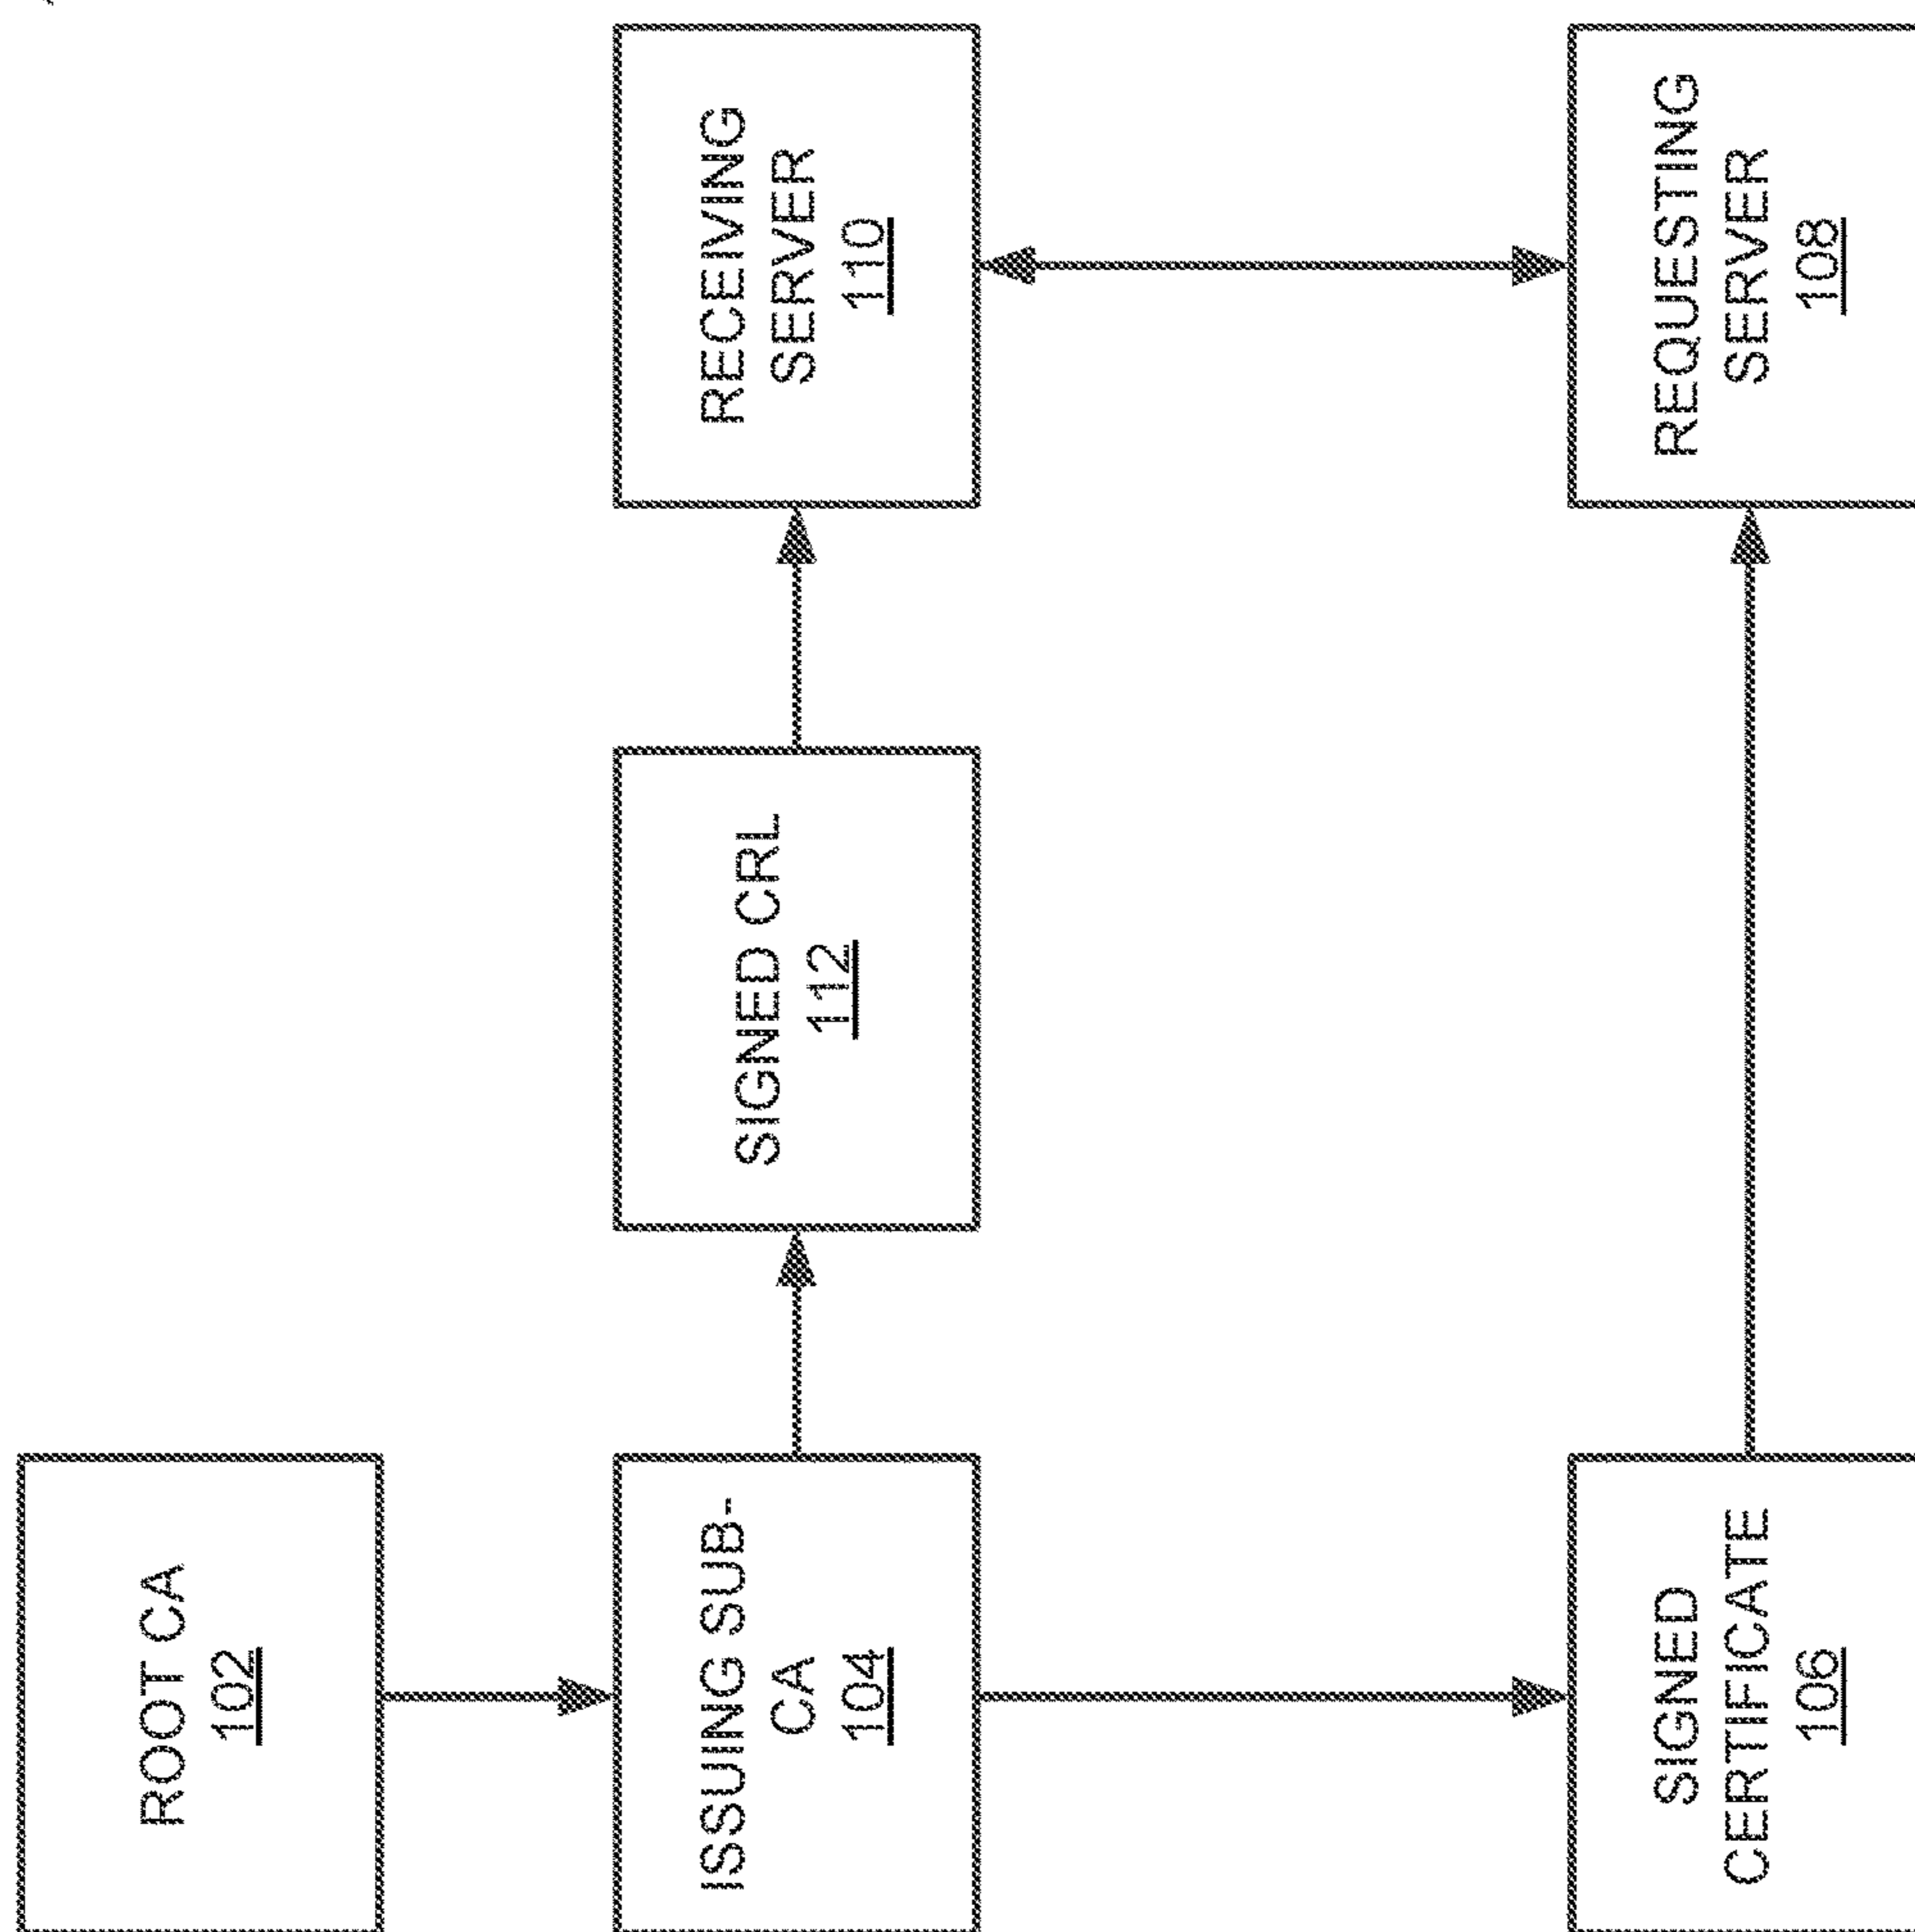 ROOT CA
102
ISSUING SUB-
CA
104
SIGNED
CERTIFICATE
106
SIGNED CRL
112
RECEIVING
SERVER
110
REQUESTING
SERVER
108